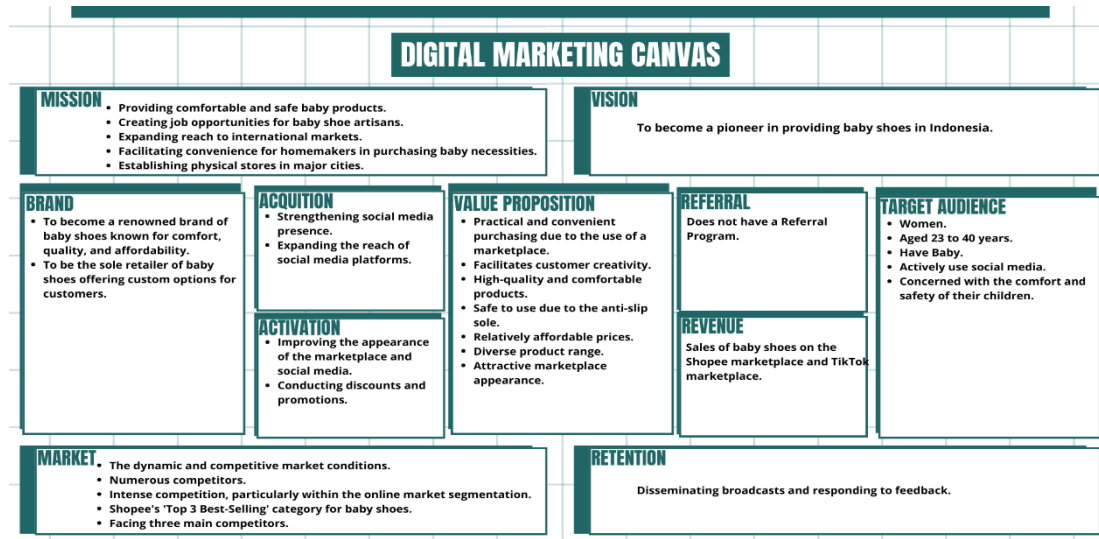 DIGITAL MARKETING CANVAS
MISSION
• Providing comfortable and safe baby products.
• Creating job opportunities for baby shoe artisans.
• Expanding reach to international markets.
• Facilitating convenience for homemakers in purchasing baby necessities.
• Establishing physical stores in major cities.
VISION
To become a pioneer in providing baby shoes in Indonesia.
BRAND
• To become a renowned brand of
baby shoes known for comfort,
quality, and affordability.
• To be the sole retailer of baby
shoes offering custom options for
customers.
ACQUITION
• Strengthening social media
presence.
• Expanding the reach of
social media platforms.
ACTIVATION
• Improving the appearance
of the marketplace and
social media.
• Conducting discounts and
promotions.
VALUE PROPOSITION
• Practical and convenient
purchasing due to the use of a
marketplace.
• Facilitates customer creativity.
• High-quality and comfortable
products.
• Safe to use due to the anti-slip
sole.
• Relatively affordable prices.
• Diverse product range.
• Attractive marketplace
appearance.
REFERRAL
Does not have a Referral
Program.
REVENUE
Sales of baby shoes on the
Shopee marketplace and TikTok
marketplace.
TARGET AUDIENCE
• Women.
• Aged 23 to 40 years.
• Have Baby.
• Actively use social media.
• Concerned with the comfort and
safety of their children.
MARKET
• The dynamic and competitive market conditions.
• Numerous competitors.
• Intense competition, particularly within the online market segmentation.
• Shopee's 'Top 3 Best-Selling' category for baby shoes.
• Facing three main competitors.
RETENTION
Disseminating broadcasts and responding to feedback.